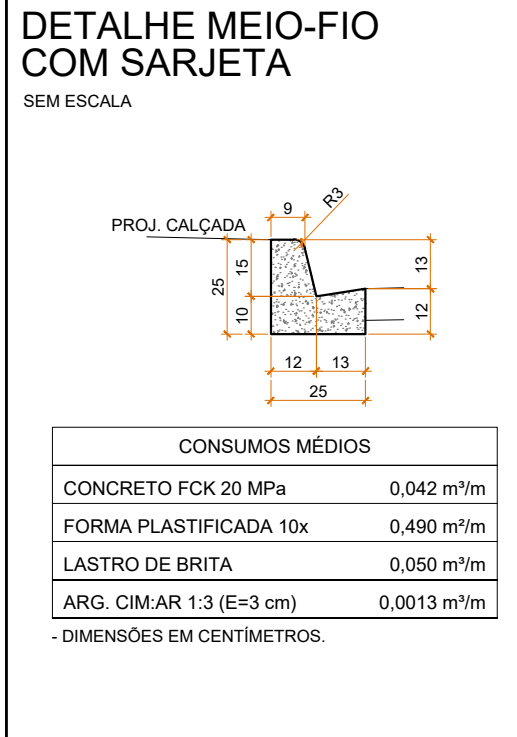 DETALHE MEIO-FIO
COM SARJETA
SEM ESCALA
R3
9
PROJ. CALÇADA
25
15
10
13
12
12
13
25
CONSUMOS MÉDIOS
CONCRETO FCK 20 MPa 0,042 m³/m
FORMA PLASTIFICADA 10x 0,490 m²/m
LASTRO DE BRITA 0,050 m³/m
ARG. CIM:AR 1:3 (E=3 cm) 0,0013 m³/m
- DIMENSÕES EM CENTÍMETROS.